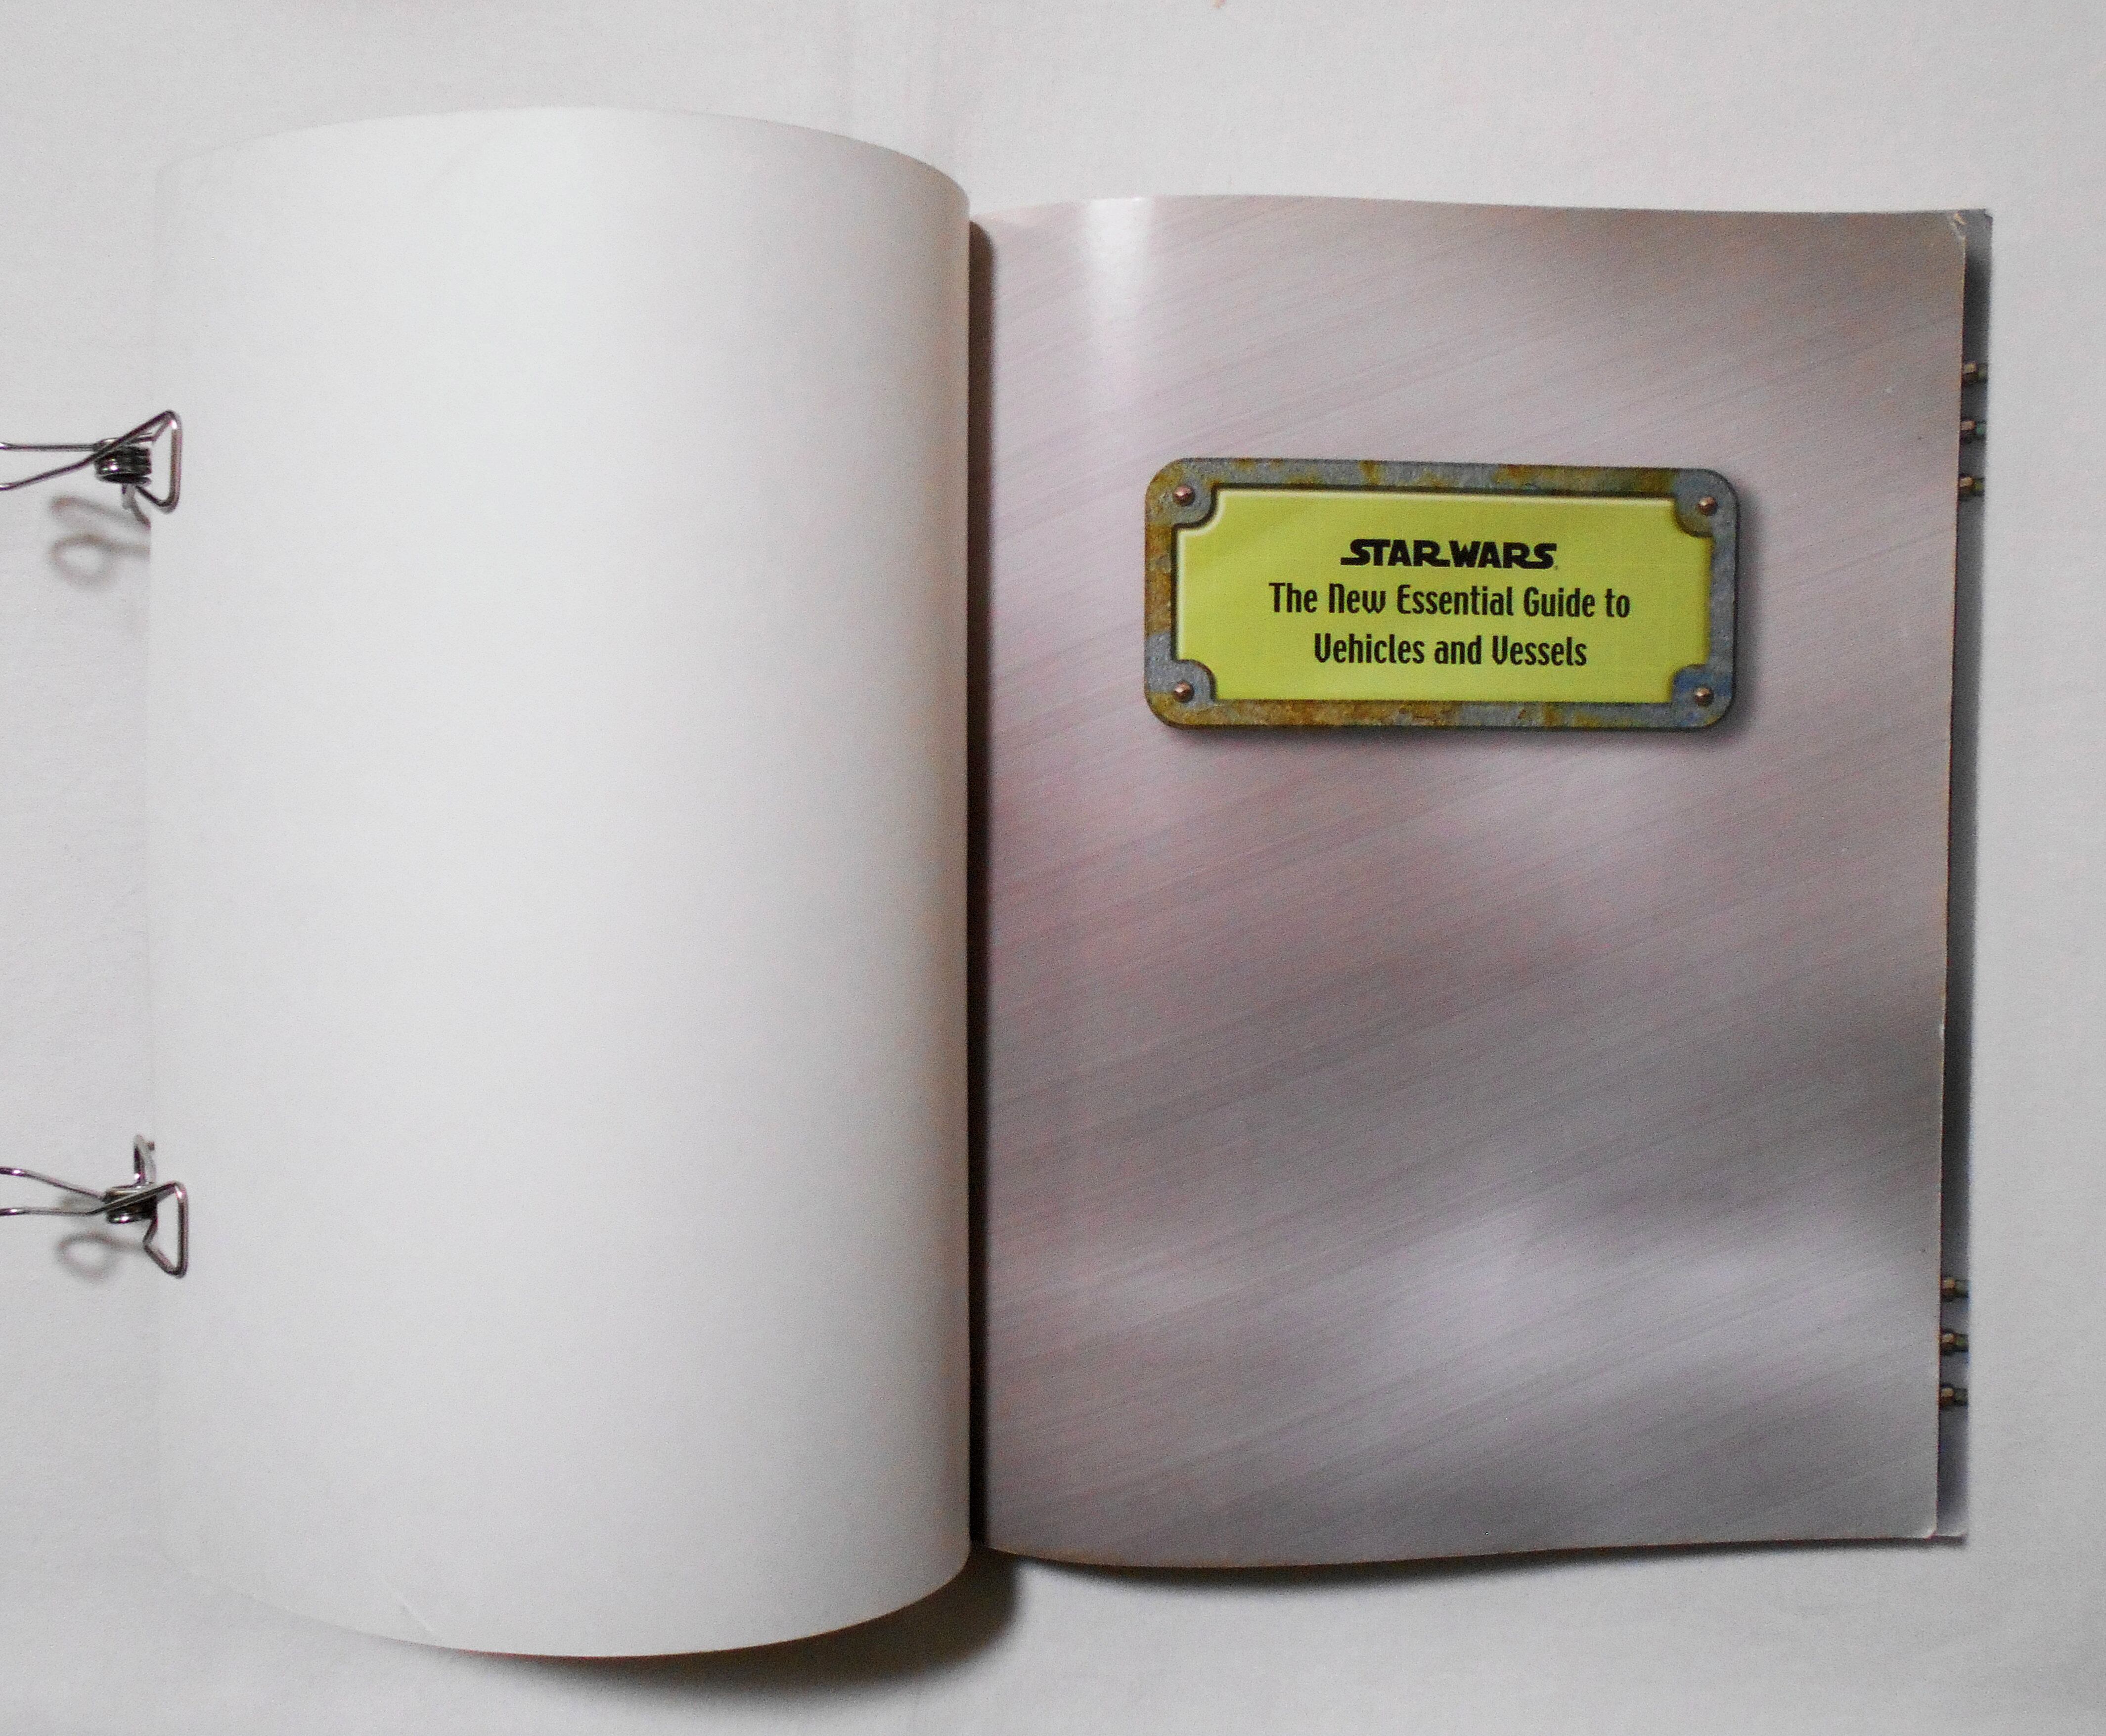 STAR WARS
The New Essential Guide to
Vehicles and Vessels